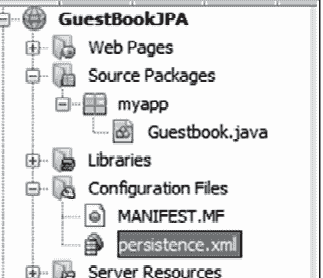 GuestBookJPA
Web Pages
Source Packages
myapp
Guestbook.java
Libraries
Configuration Files
MANIFEST.MF
persistence.xml
Server Resources